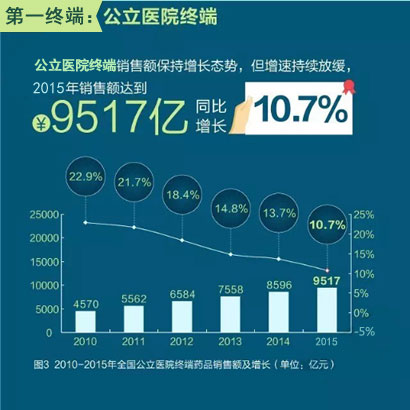 第一终端：公立医院终端
公立医院终端销售额保持增长态势，但增速持续放缓，
2015年销售额达到
¥9517亿 同比增长 10.7%
22.9% 21.7% 18.4% 14.8% 13.7% 10.7%
25000 25%
20000 20%
15000 15%
10000 10%
5000 5%
0 0%
-5%
4570 5562 6584 7558 8596 9517
2010 2011 2012 2013 2014 2015
图3 2010-2015年全国公立医院终端药品销售额及增长（单位：亿元）